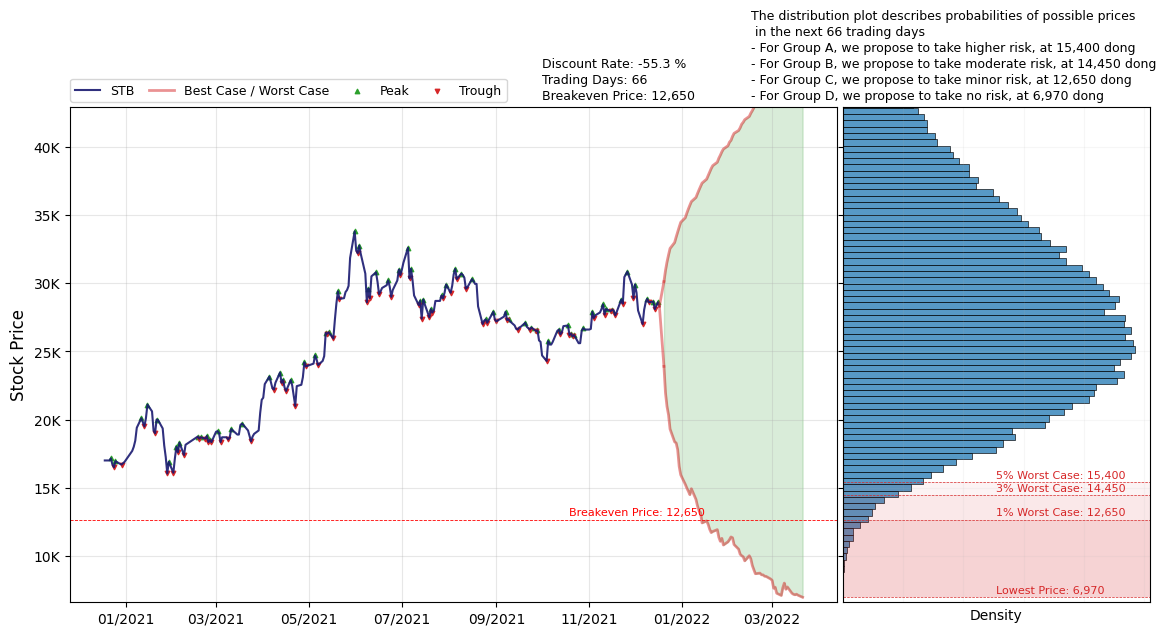 The distribution plot describes probabilities of possible prices
in the next 66 trading days
- For Group A, we propose to take higher risk, at 15,400 dong
- For Group B, we propose to take moderate risk, at 14,450 dong
- For Group C, we propose to take minor risk, at 12,650 dong
- For Group D, we propose to take no risk, at 6,970 dong
Discount Rate: -55.3 %
Trading Days: 66
Breakeven Price: 12,650
STB
Best Case / Worst Case
Peak
Trough
Stock Price
40K
35K
30K
25K
20K
15K
10K
Breakeven Price: 12,650
01/2021
03/2021
05/2021
07/2021
09/2021
11/2021
01/2022
03/2022
5% Worst Case: 15,400
3% Worst Case: 14,450
1% Worst Case: 12,650
Lowest Price: 6,970
Density